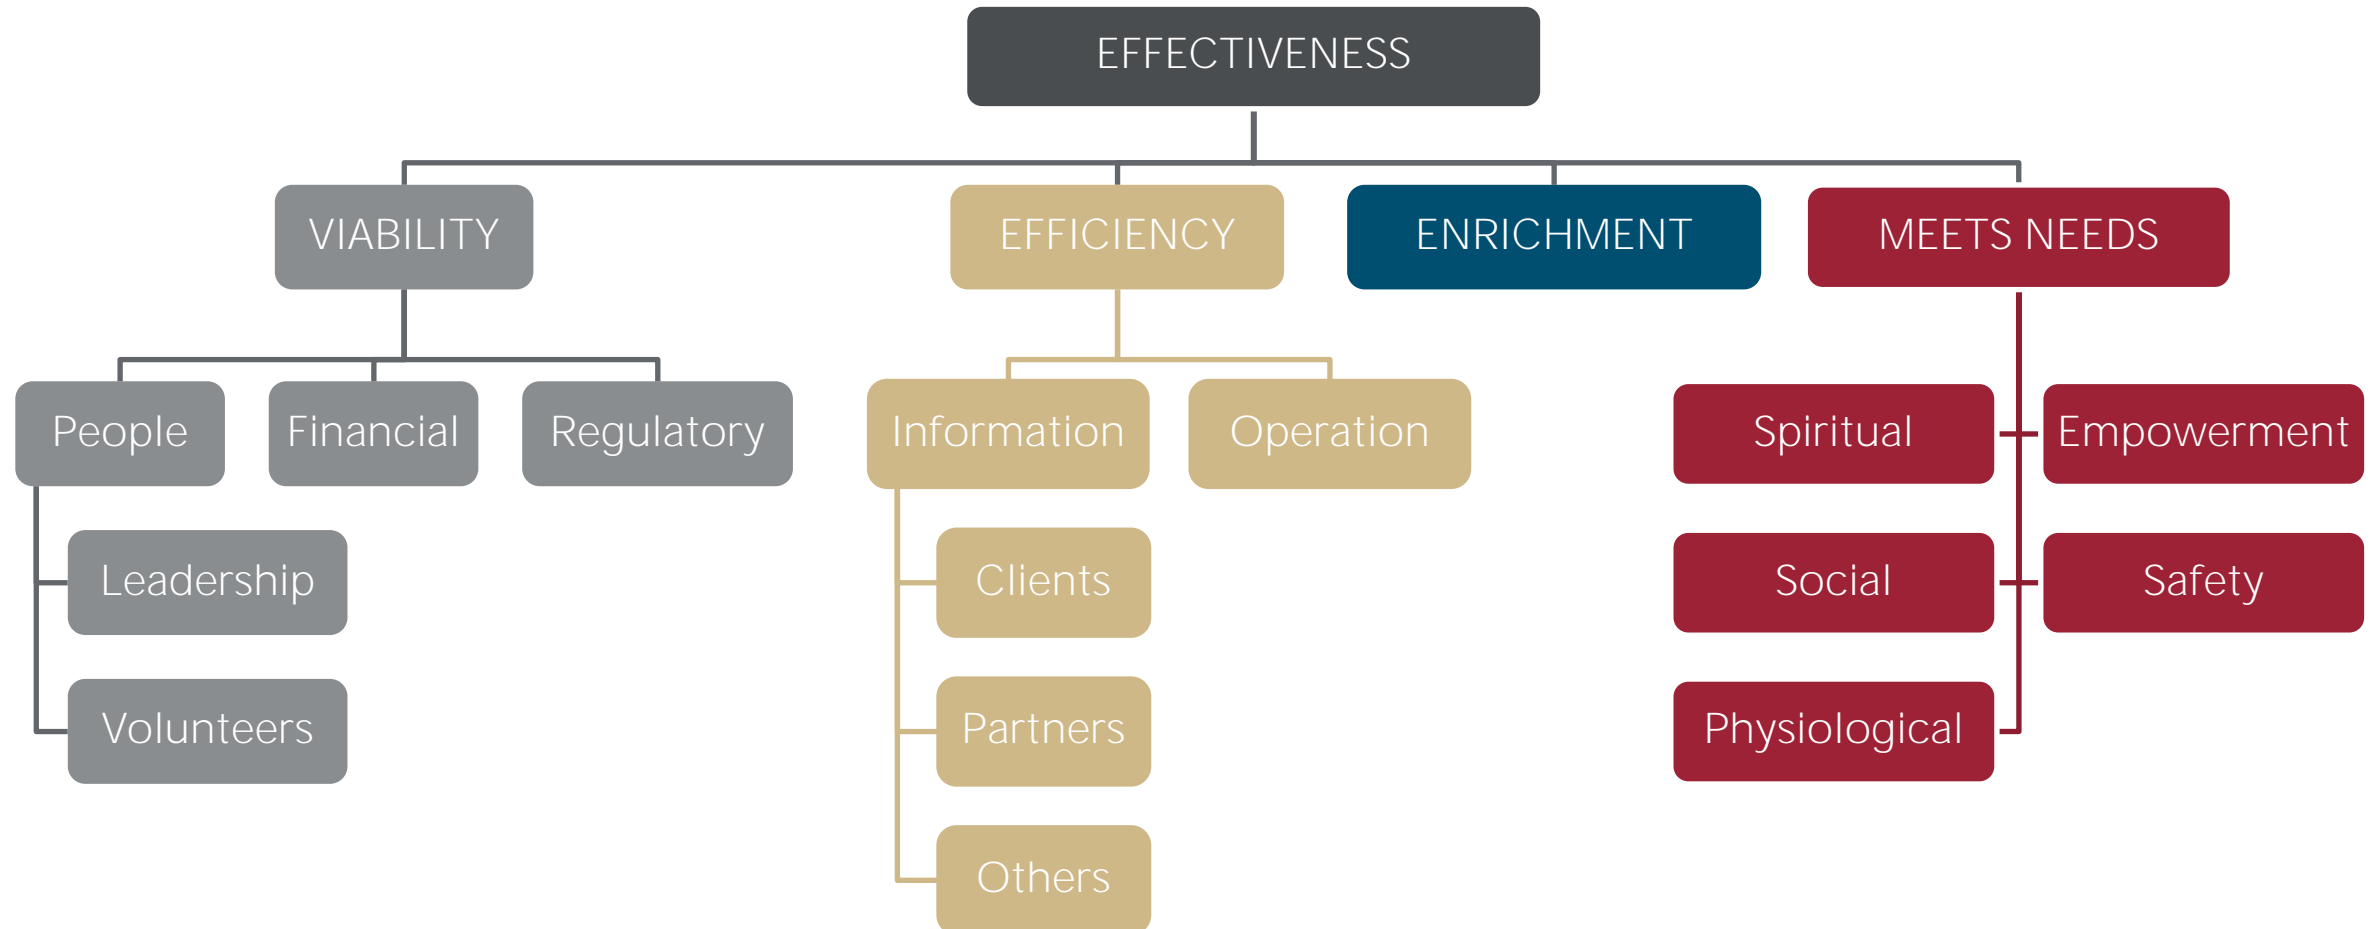 EFFECTIVENESS
VIABILITY
EFFICIENCY
ENRICHMENT
MEETS NEEDS
People
Financial
Regulatory
Information
Operation
Spiritual
Empowerment
Leadership
Clients
Social
Safety
Volunteers
Partners
Physiological
Others